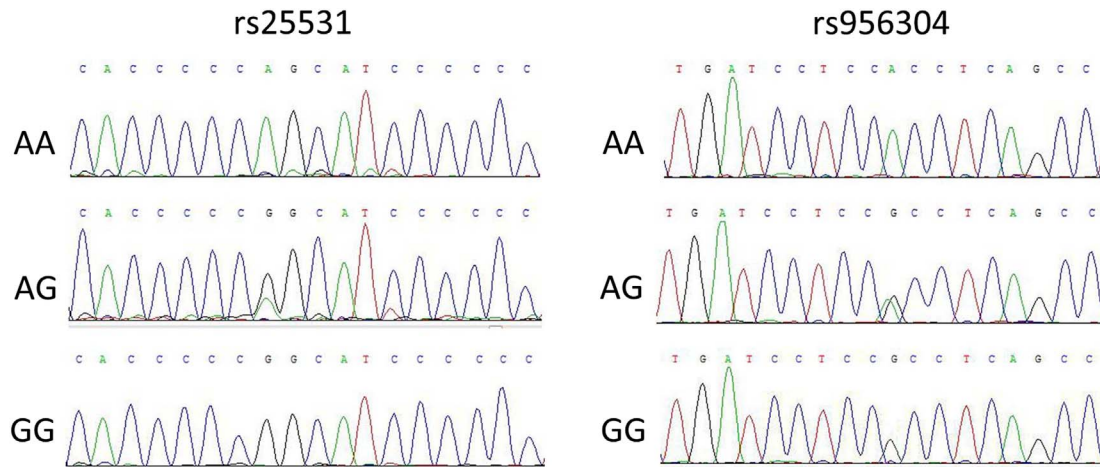 rs25531
rs956304
C A C C C C C A G C A T C C C C C C
T G A T C C T C C A C C T C A G C C
AA
AA
C A C C C C C G G C A T C C C C C C
T G A T C C T C C G C C T C A G C C
AG
AG
C A C C C C C G G C A T C C C C C C
T G A T C C T C C G C C T C A G C C
GG
GG